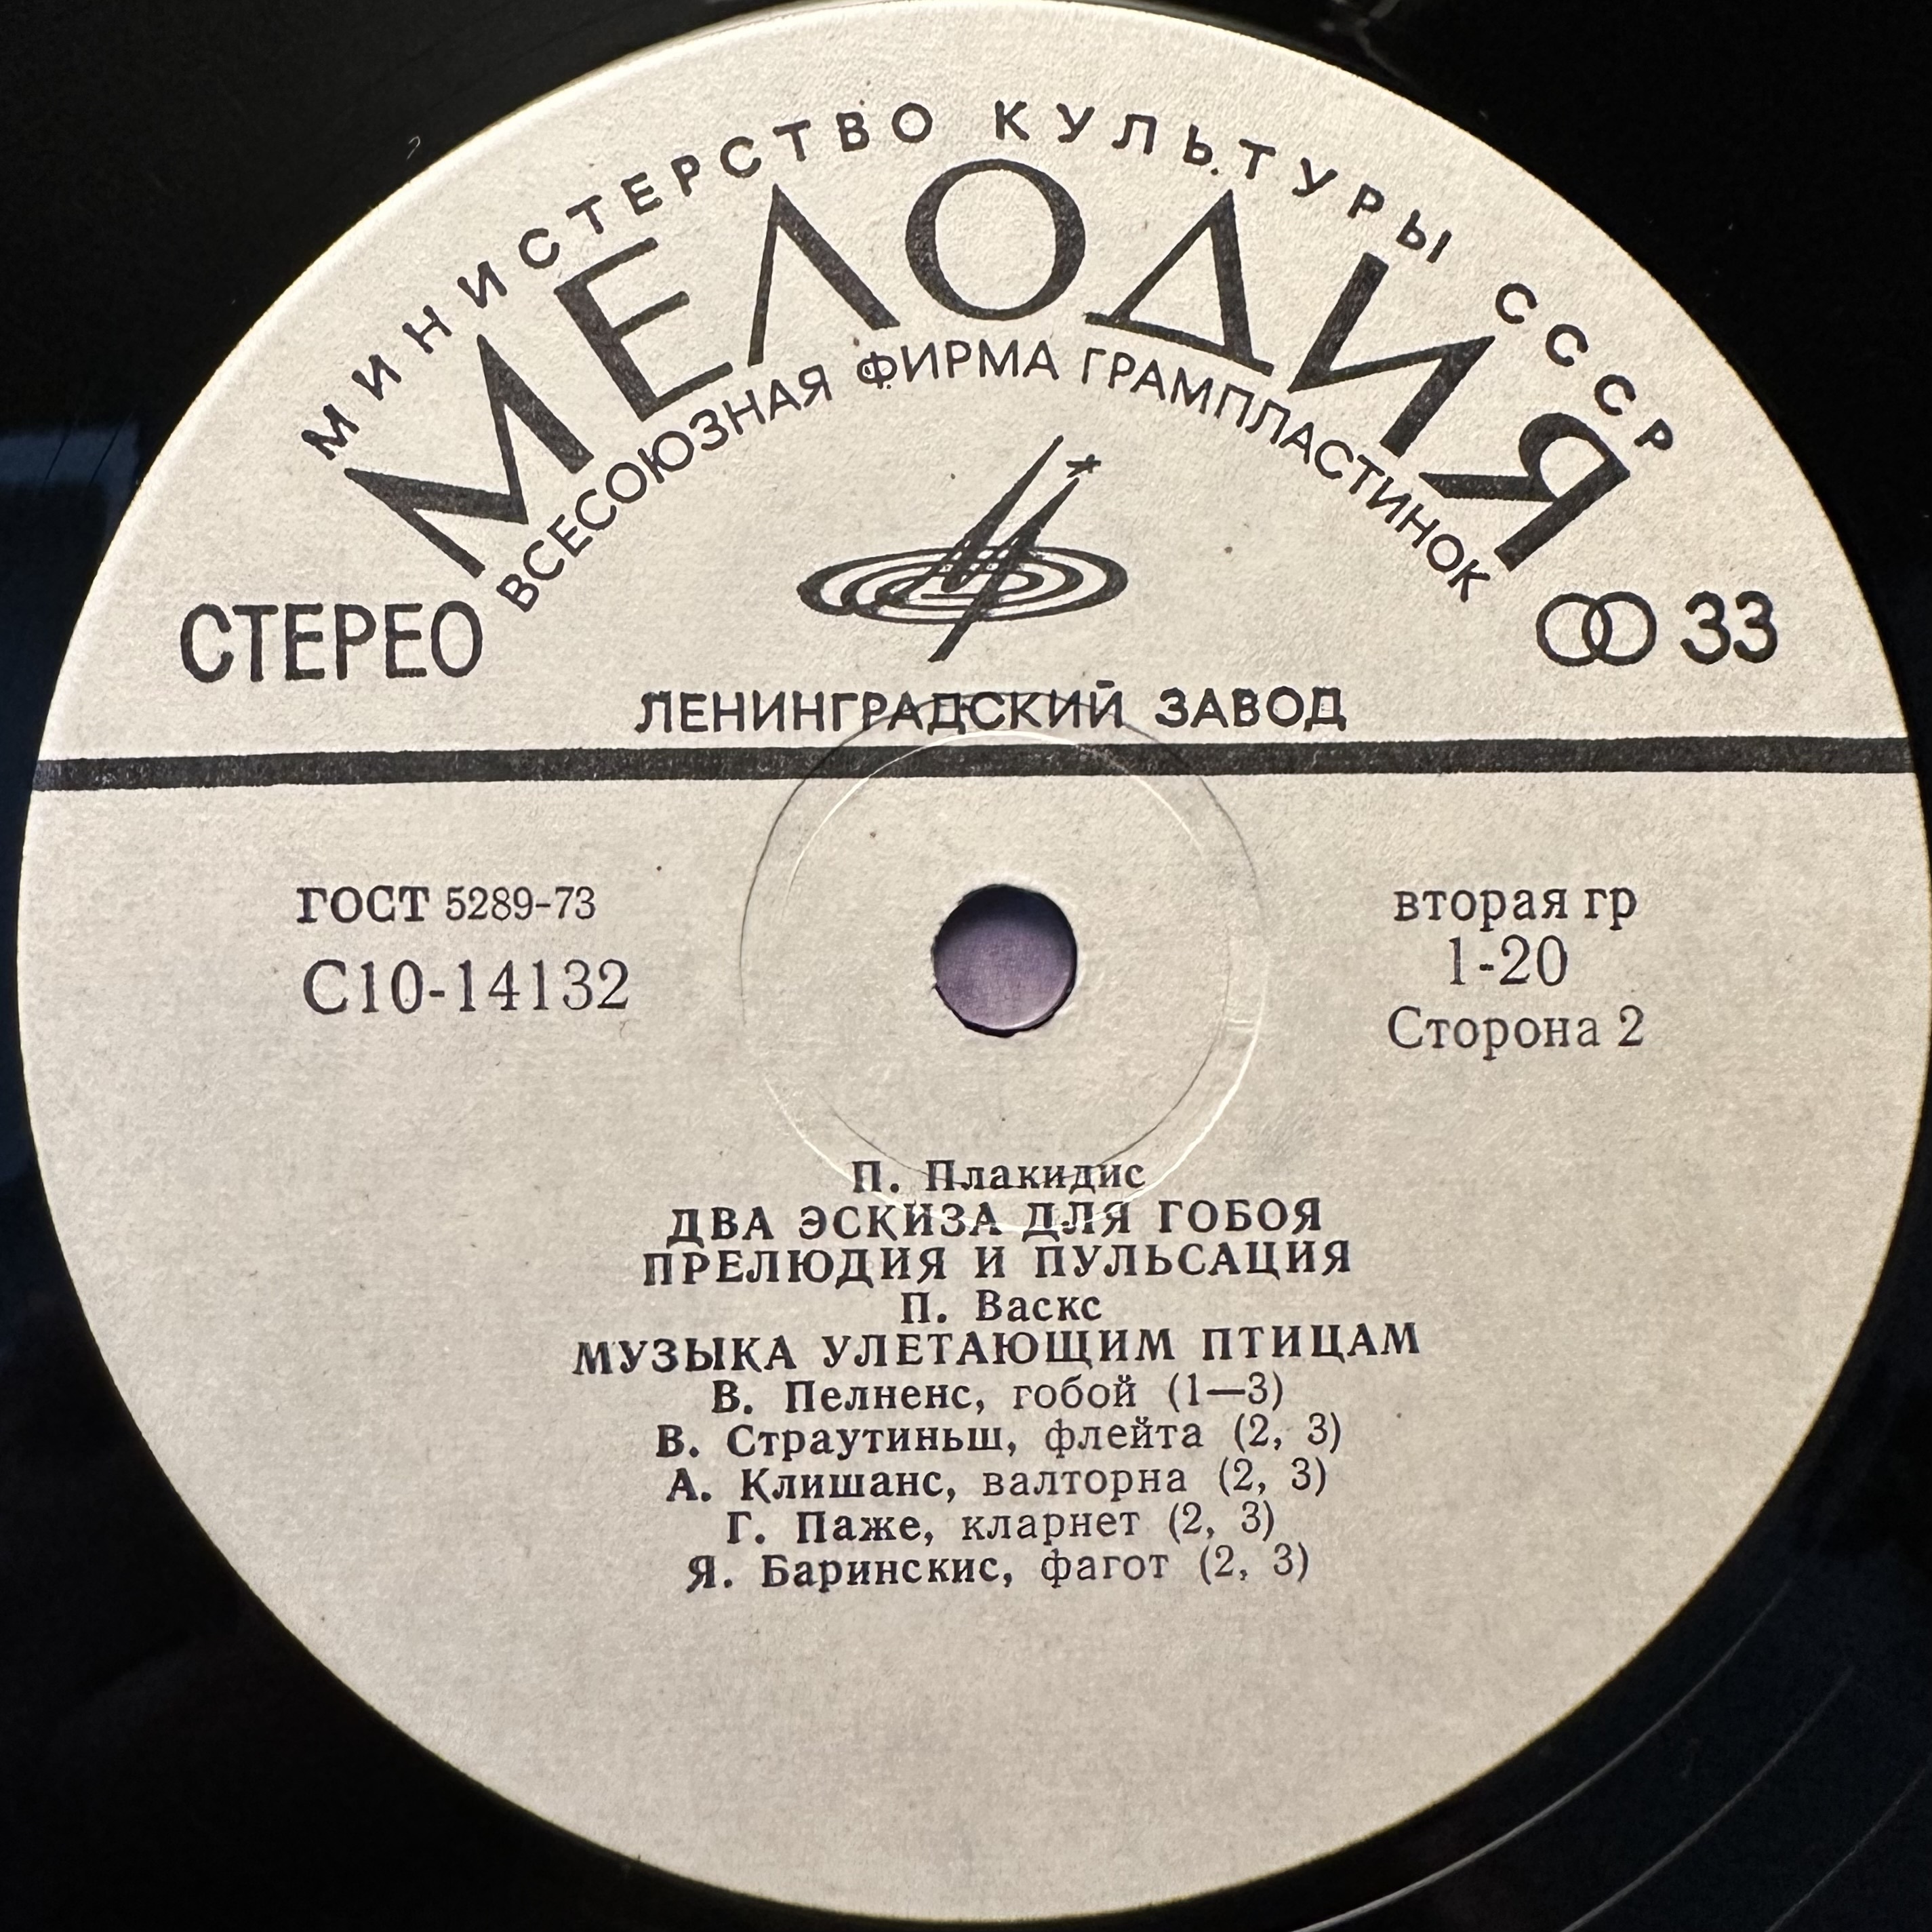 МИНИСТЕРСТВО КУЛЬТУРЫ СССР
МЕЛОДИЯ
ВСЕСОЮЗНАЯ ФИРМА ГРАМПЛАСТИНОК
СТЕРЕО
33
ЛЕНИНГРАДСКИЙ ЗАВОД
ГОСТ 5289-73
С10-14132
вторая гр
1-20
Сторона 2
П. Плакидис
ДВА ЭСКИЗА ДЛЯ ГОБОЯ
ПРЕЛЮДИЯ И ПУЛЬСАЦИЯ
П. Васкс
МУЗЫКА УЛЕТАЮЩИМ ПТИЦАМ
В. Пелненс, гобой (1—3)
В. Страутиньш, флейта (2, 3)
А. Клишанс, валторна (2, 3)
Г. Паже, кларнет (2, 3)
Я. Баринскис, фагот (2, 3)